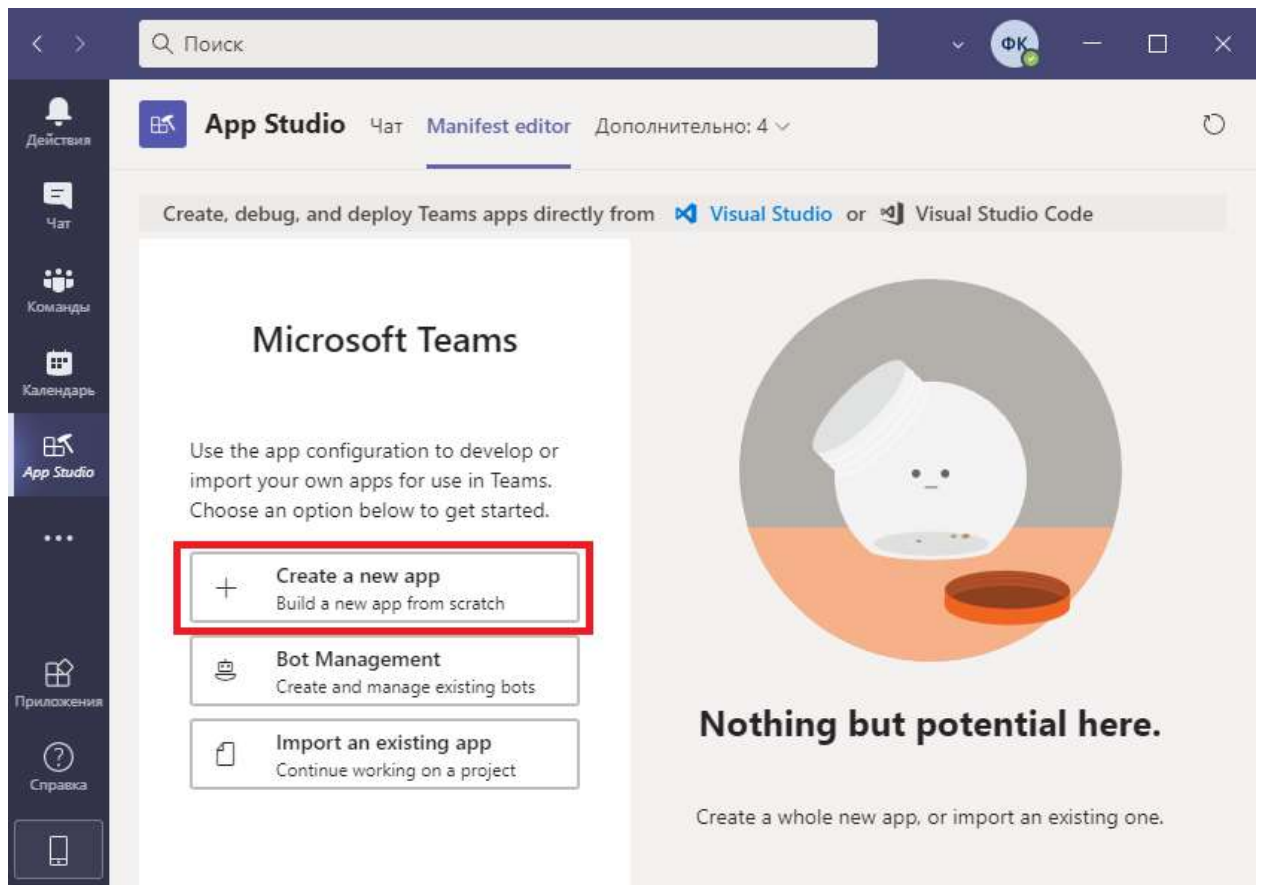 Поиск
ФК
Действия
Чат
Команды
Календарь
App Studio
Приложения
Справка
App Studio Чат Manifest editor Дополнительно: 4
Create, debug, and deploy Teams apps directly from Visual Studio or Visual Studio Code
Microsoft Teams
Use the app configuration to develop or
import your own apps for use in Teams.
Choose an option below to get started.
Create a new app
Build a new app from scratch
Bot Management
Create and manage existing bots
Import an existing app
Continue working on a project
Nothing but potential here.
Create a whole new app, or import an existing one.